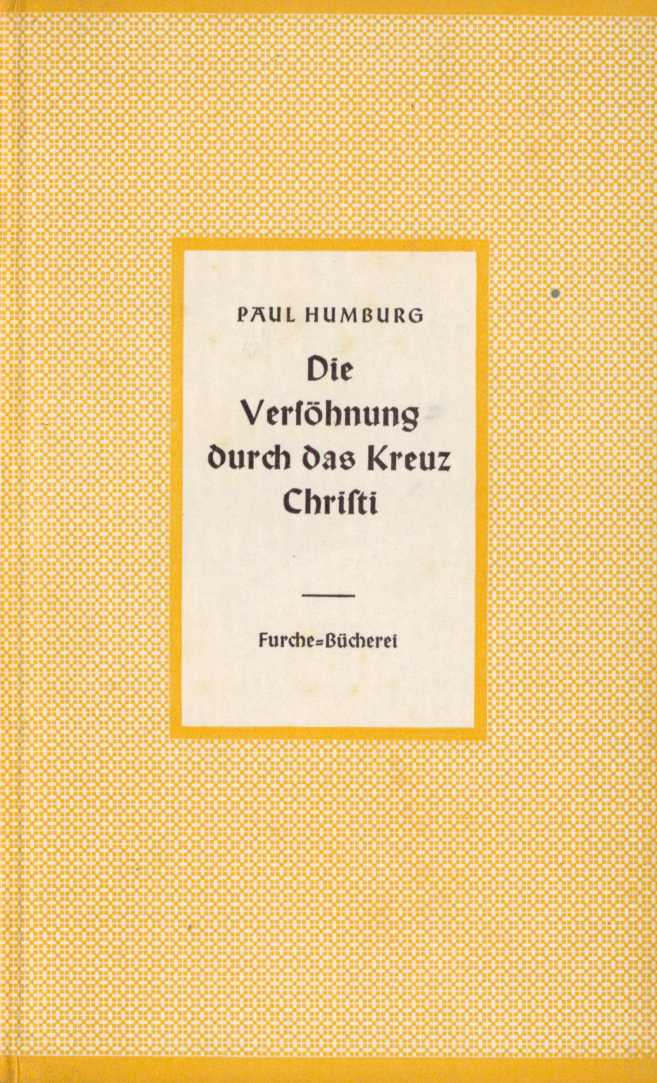 PAUL HUMBURG
Die
Verſöhnung
durch das Kreuz
Chriſti
Furche=Bücherei